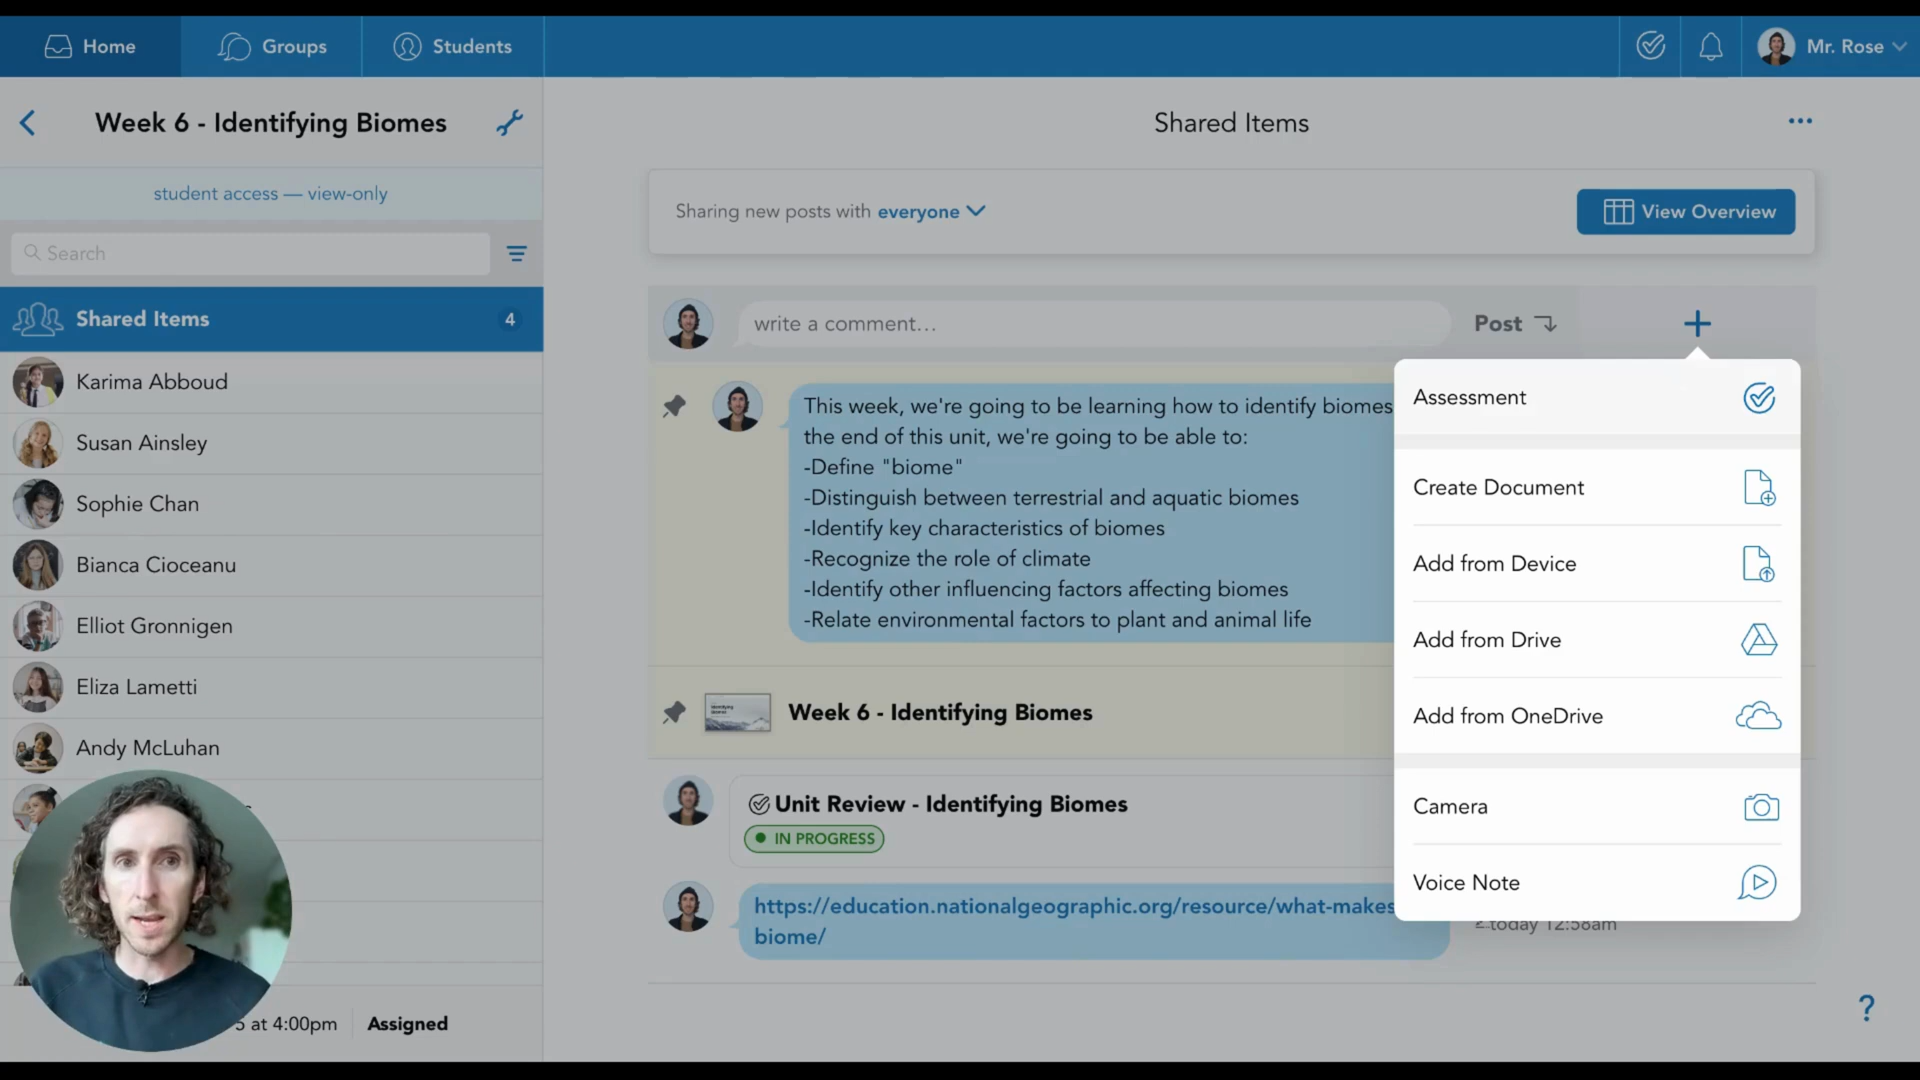 Home
Groups
Students
Mr. Rose
Week 6 - Identifying Biomes
student access — view-only
Search
Shared Items 4
Karima Abboud
Susan Ainsley
Sophie Chan
Bianca Cioceanu
Elliot Gronnigen
Eliza Lametti
Andy McLuhan
5 at 4:00pm
Assigned
Shared Items
Sharing new posts with everyone
View Overview
write a comment...
Post
This week, we're going to be learning how to identify biomes
the end of this unit, we're going to be able to:
-Define "biome"
-Distinguish between terrestrial and aquatic biomes
-Identify key characteristics of biomes
-Recognize the role of climate
-Identify other influencing factors affecting biomes
-Relate environmental factors to plant and animal life
Week 6 - Identifying Biomes
Unit Review - Identifying Biomes
IN PROGRESS
https://education.nationalgeographic.org/resource/what-makes
biome/
today 12:58am
Assessment
Create Document
Add from Device
Add from Drive
Add from OneDrive
Camera
Voice Note
?